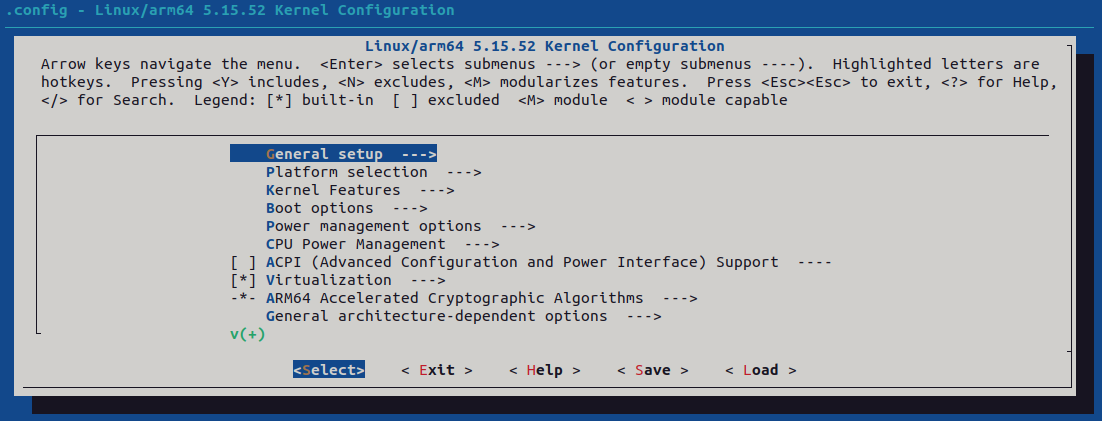 .config - Linux/arm64 5.15.52 Kernel Configuration
Linux/arm64 5.15.52 Kernel Configuration
Arrow keys navigate the menu.  <Enter> selects submenus ---> (or empty submenus ----).  Highlighted letters are
hotkeys.  Pressing <Y> includes, <N> excludes, <M> modularizes features.  Press <Esc><Esc> to exit, <?> for Help,
</> for Search.  Legend: [*] built-in  [ ] excluded  <M> module  < > module capable
General setup  --->
Platform selection  --->
Kernel Features  --->
Boot options  --->
Power management options  --->
CPU Power Management  --->
[ ] ACPI (Advanced Configuration and Power Interface) Support  ----
[*] Virtualization  --->
-*- ARM64 Accelerated Cryptographic Algorithms  --->
General architecture-dependent options  --->
v(+)
<Select>    < Exit >    < Help >    < Save >    < Load >